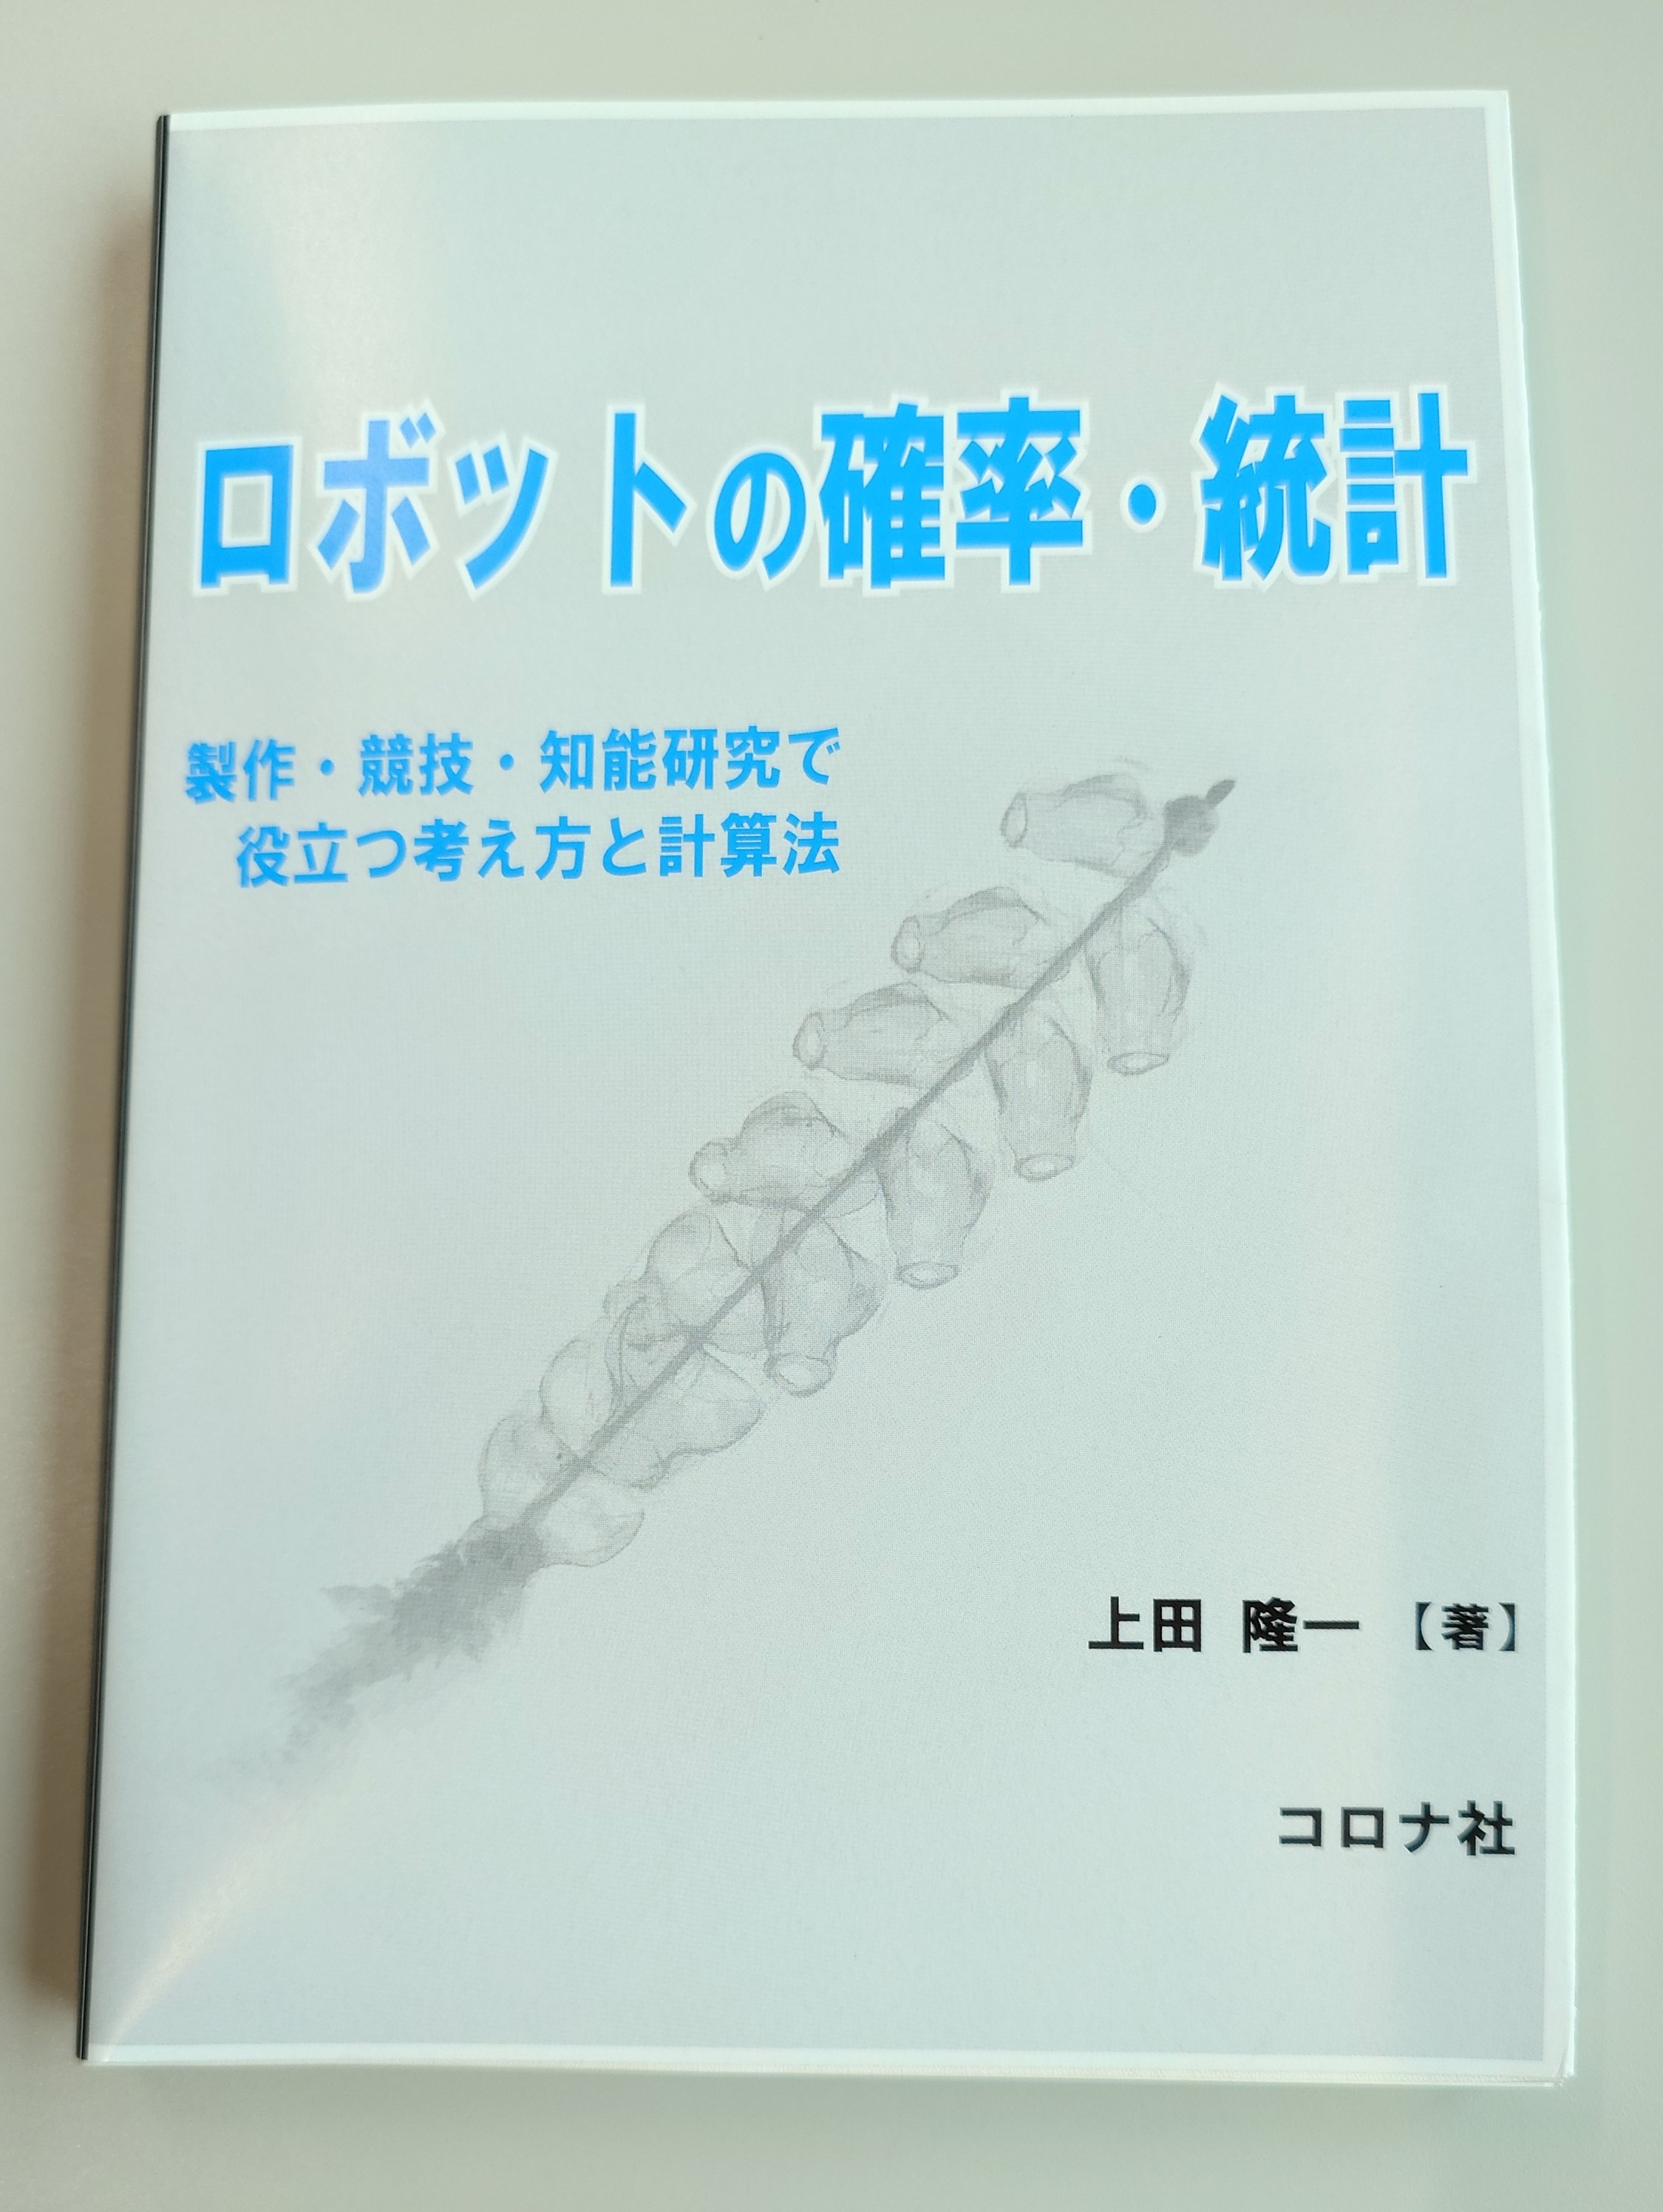 ロボットの確率・統計
製作・競技・知能研究で
役立つ考え方と計算法
上田 隆一 【著】
コロナ社